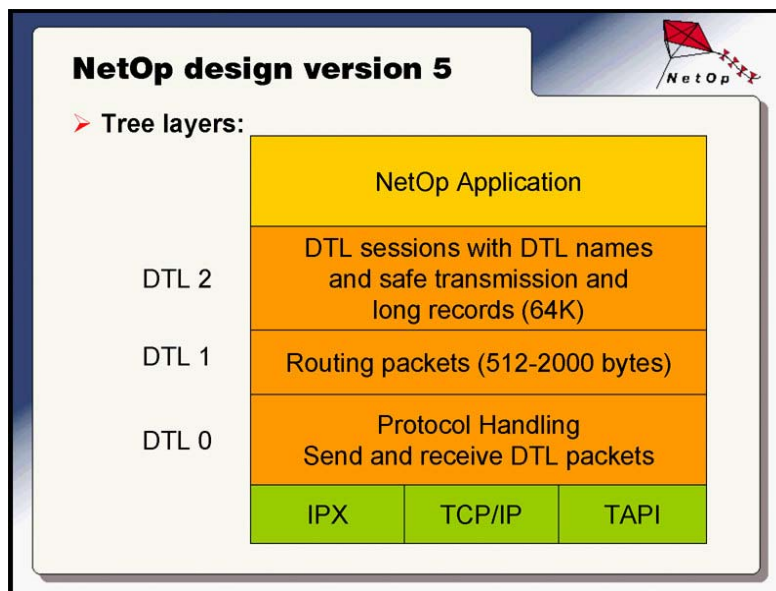 NetOp design version 5
NetOp
Tree layers:
NetOp Application
DTL 2
DTL sessions with DTL names
and safe transmission and
long records (64K)
DTL 1
Routing packets (512-2000 bytes)
DTL 0
Protocol Handling
Send and receive DTL packets
IPX
TCP/IP
TAPI